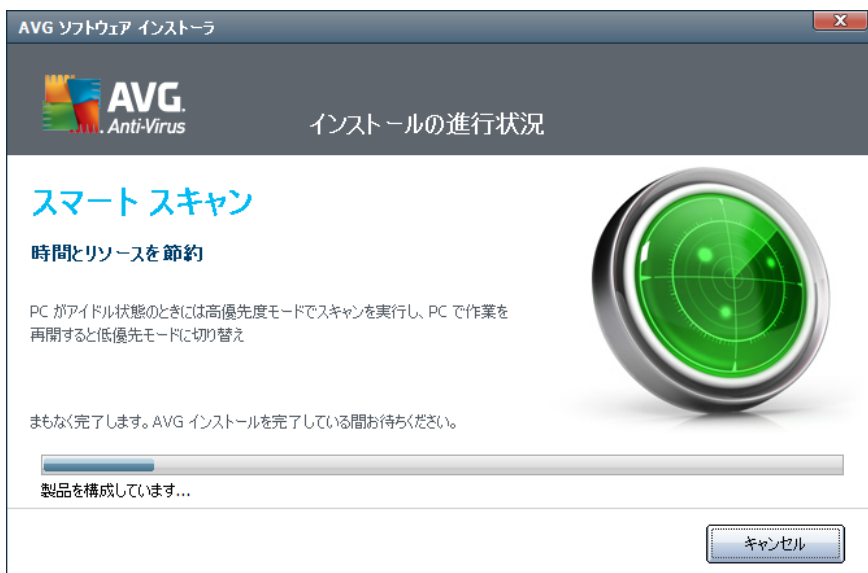 AVG ソフトウェア インストーラ
AVG.
Anti-Virus
インストールの進行状況
スマート スキャン
時間とリソースを節約
PC がアイドル状態のときには高優先度モードでスキャンを実行し、PC で作業を
再開すると低優先モードに切り替え
まもなく完了します。AVG インストールを完了している間お待ちください。
製品を構成しています...
キャンセル